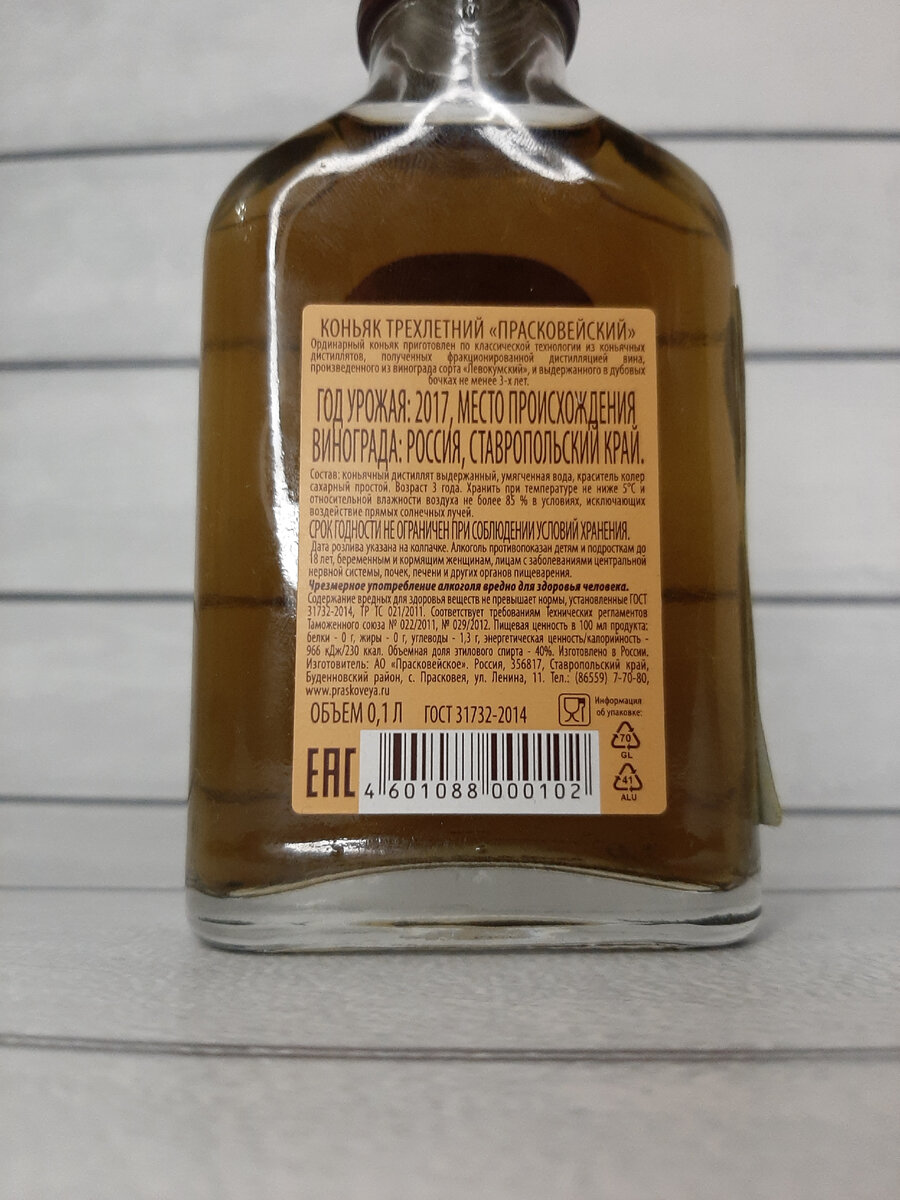 КОНЬЯК ТРЕХЛЕТНИЙ «ПРАСКОВЕЙСКИЙ»
Ординарный коньяк приготовлен по классической технологии из коньячных
дистиллятов, полученных фракционированной дистилляцией вина,
произведенного из винограда сорта «Левокумский», и выдержанного в дубовых
бочках не менее 3-х лет.
ГОД УРОЖАЯ: 2017, МЕСТО ПРОИСХОЖДЕНИЯ
ВИНОГРАДА: РОССИЯ, СТАВРОПОЛЬСКИЙ КРАЙ.
Состав: коньячный дистиллят выдержанный, умягченная вода, краситель колер
сахарный простой. Возраст 3 года. Хранить при температуре не ниже 5°С и
относительной влажности воздуха не более 85 % в условиях, исключающих
воздействие прямых солнечных лучей.
СРОК ГОДНОСТИ НЕ ОГРАНИЧЕН ПРИ СОБЛЮДЕНИИ УСЛОВИЙ ХРАНЕНИЯ.
Дата розлива указана на колпачке. Алкоголь противопоказан детям и подросткам до
18 лет, беременным и кормящим женщинам, лицам с заболеваниями центральной
нервной системы, почек, печени и других органов пищеварения.
Чрезмерное употребление алкоголя вредно для здоровья человека.
Содержание вредных для здоровья веществ не превышает нормы, установленные ГОСТ
31732-2014, ТР ТС 021/2011. Соответствует требованиям Технических регламентов
Таможенного союза № 022/2011, № 029/2012. Пищевая ценность в 100 мл продукта:
белки - 0 г, жиры - 0 г, углеводы - 1,3 г, энергетическая ценность/калорийность -
966 кДж/230 ккал. Объемная доля этилового спирта - 40%. Изготовлено в России.
Изготовитель: АО «Прасковейское». Россия, 356817, Ставропольский край,
Буденновский район, с. Прасковея, ул. Ленина, 11. Тел.: (86559) 7-70-80,
www.praskoveya.ru
ОБЪЕМ 0,1 Л ГОСТ 31732-2014
Информация
об упаковке:
70
GL
41
ALU
EAC
4 601088 000102